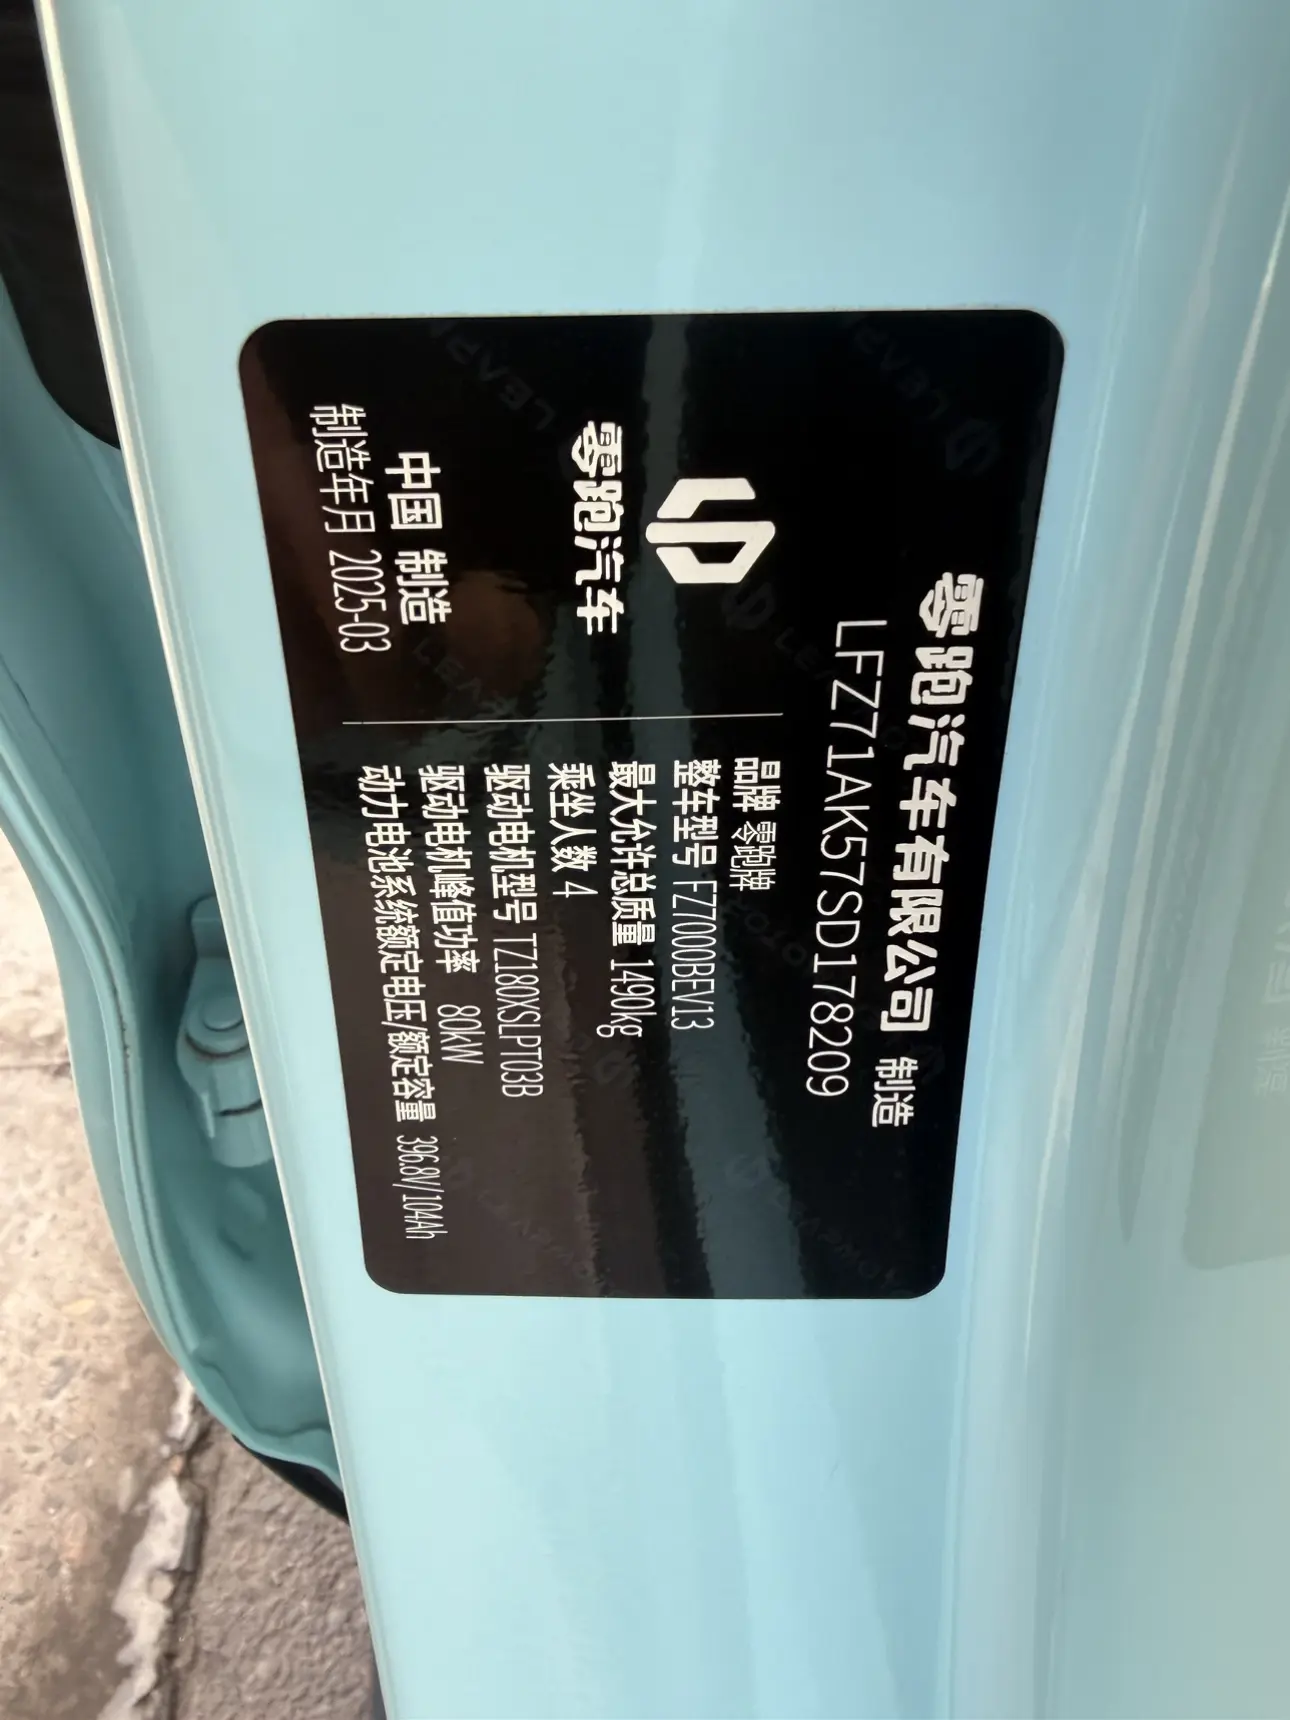 零跑汽车有限公司 制造
LFZ71AK57SD178209
零跑汽车
中国 制造
制造年月 2025-03
品牌 零跑牌
整车型号 FZ7000BEV13
最大允许总质量 1490kg
乘坐人数 4
驱动电机型号 TZ180XSLPT03B
驱动电机峰值功率 80kW
动力电池系统额定电压/额定容量 396.8V/104Ah